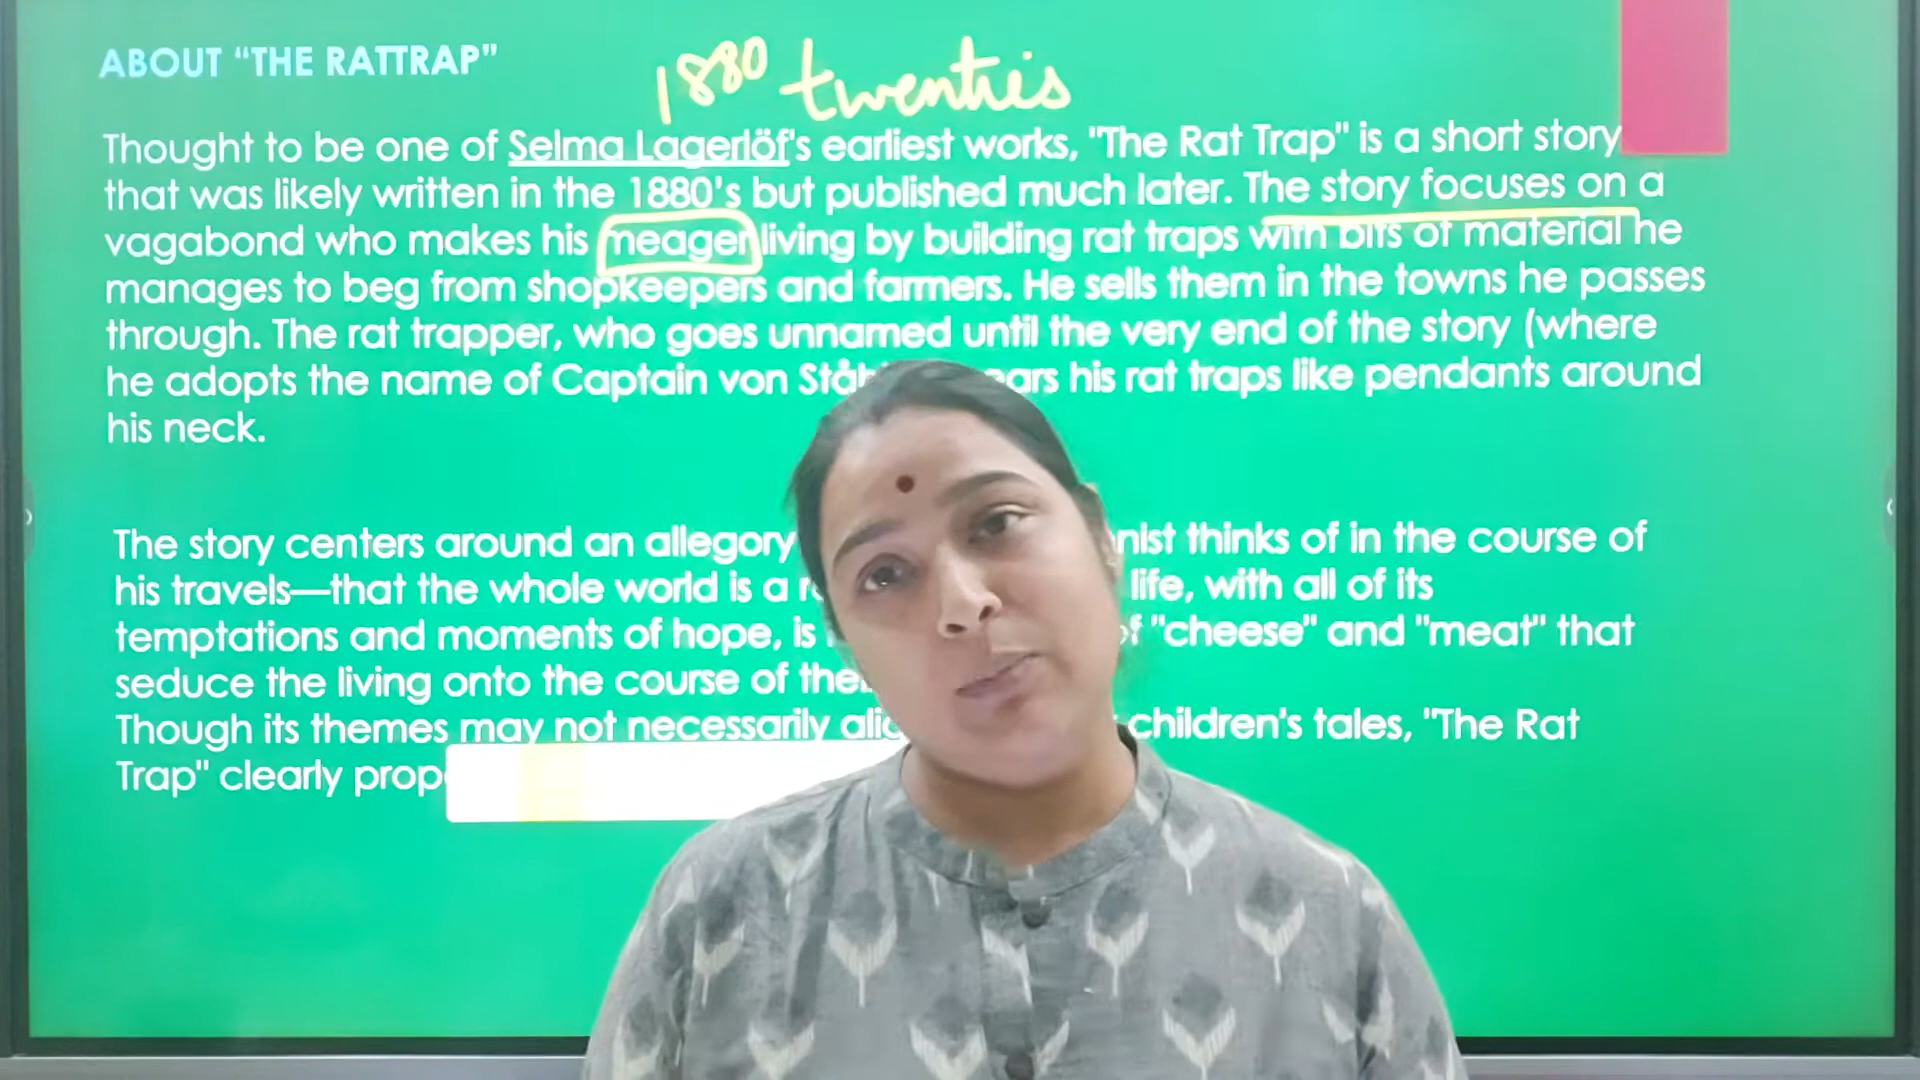 ABOUT “THE RATTRAP”
1880 twenties
Thought to be one of Selma Lagerlöf's earliest works, "The Rat Trap" is a short story
that was likely written in the 1880’s but published much later. The story focuses on a
vagabond who makes his meager living by building rat traps with bits of material he
manages to beg from shopkeepers and farmers. He sells them in the towns he passes
through. The rat trapper, who goes unnamed until the very end of the story (where
he adopts the name of Captain von his rat traps like pendants around
his neck.
The story centers around an allegory thinks of in the course of
his travels—that the whole world is a life, with all of its
temptations and moments of hope, is "cheese" and "meat" that
seduce the living onto the course of
Though its themes may not necessarily children's tales, "The Rat
Trap" clearly